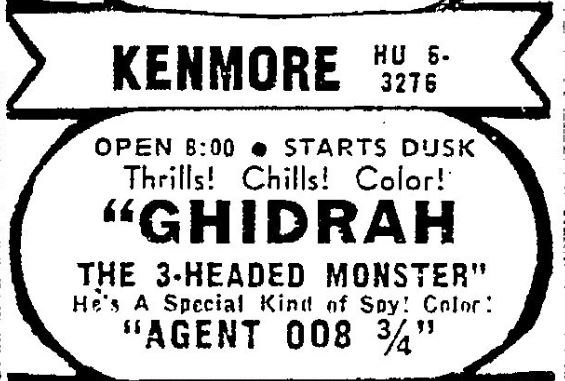 KENMORE HU 6-
3276
OPEN 8:00 • STARTS DUSK
Thrills! Chills! Color!
"GHIDRAH
THE 3-HEADED MONSTER"
He's A Special Kind of Spy! Color!
"AGENT 008 ¾"